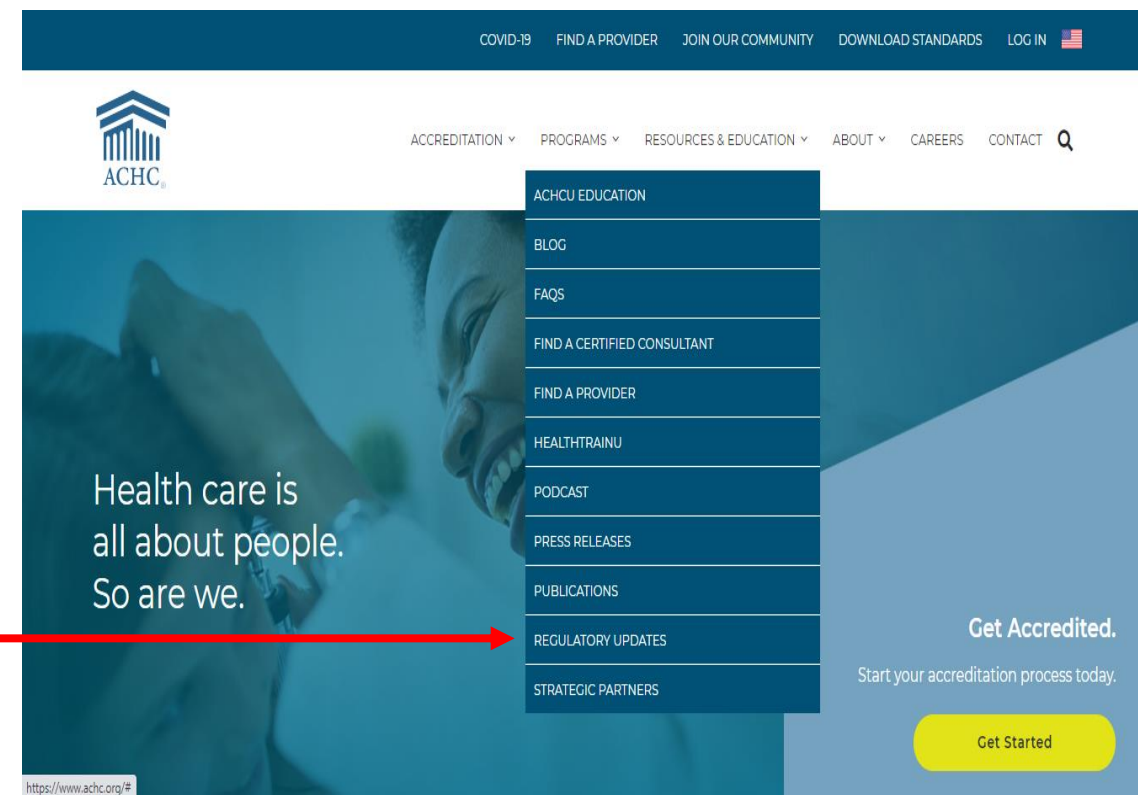 COVID-19 FIND A PROVIDER JOIN OUR COMMUNITY DOWNLOAD STANDARDS LOG IN
ACHC®
ACCREDITATION PROGRAMS RESOURCES & EDUCATION ABOUT CAREERS CONTACT
ACHCU EDUCATION
BLOG
FAQS
FIND A CERTIFIED CONSULTANT
FIND A PROVIDER
HEALTHTRAINU
PODCAST
PRESS RELEASES
PUBLICATIONS
REGULATORY UPDATES
STRATEGIC PARTNERS
Health care is
all about people.
So are we.
Get Accredited.
Start your accreditation process today.
Get Started
https://www.achc.org/#